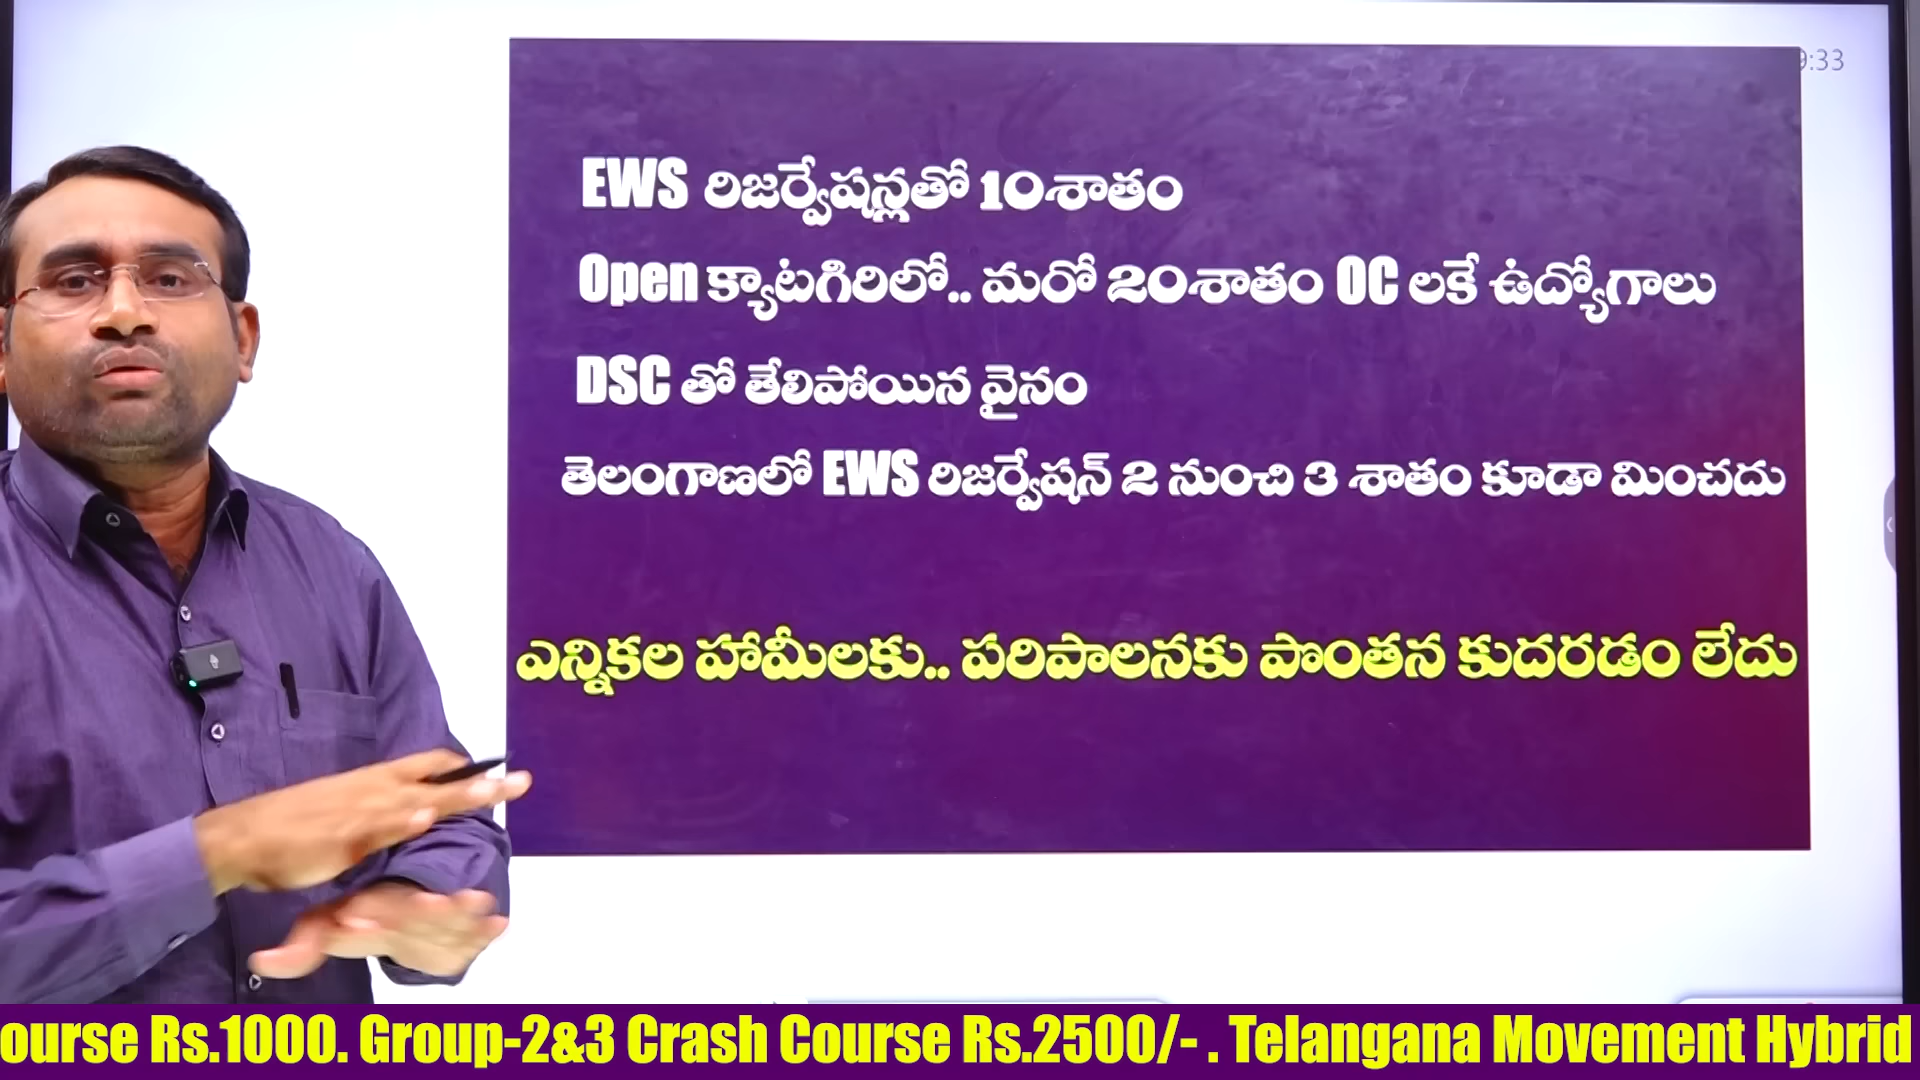 9:33
EWS రిజర్వేషన్లతో 10శాతం
Open క్యాటగిరిలో.. మరో 20శాతం OC లకే ఉద్యోగాలు
DSC తో తేలిపోయిన వైనం
తెలంగాణలో EWS రిజర్వేషన్ 2 నుంచి 3 శాతం కూడా మించదు
ఎన్నికల హామీలకు.. పరిపాలనకు పొంతన కుదరడం లేదు
ourse Rs.1000. Group-2&3 Crash Course Rs.2500/- . Telangana Movement Hybrid